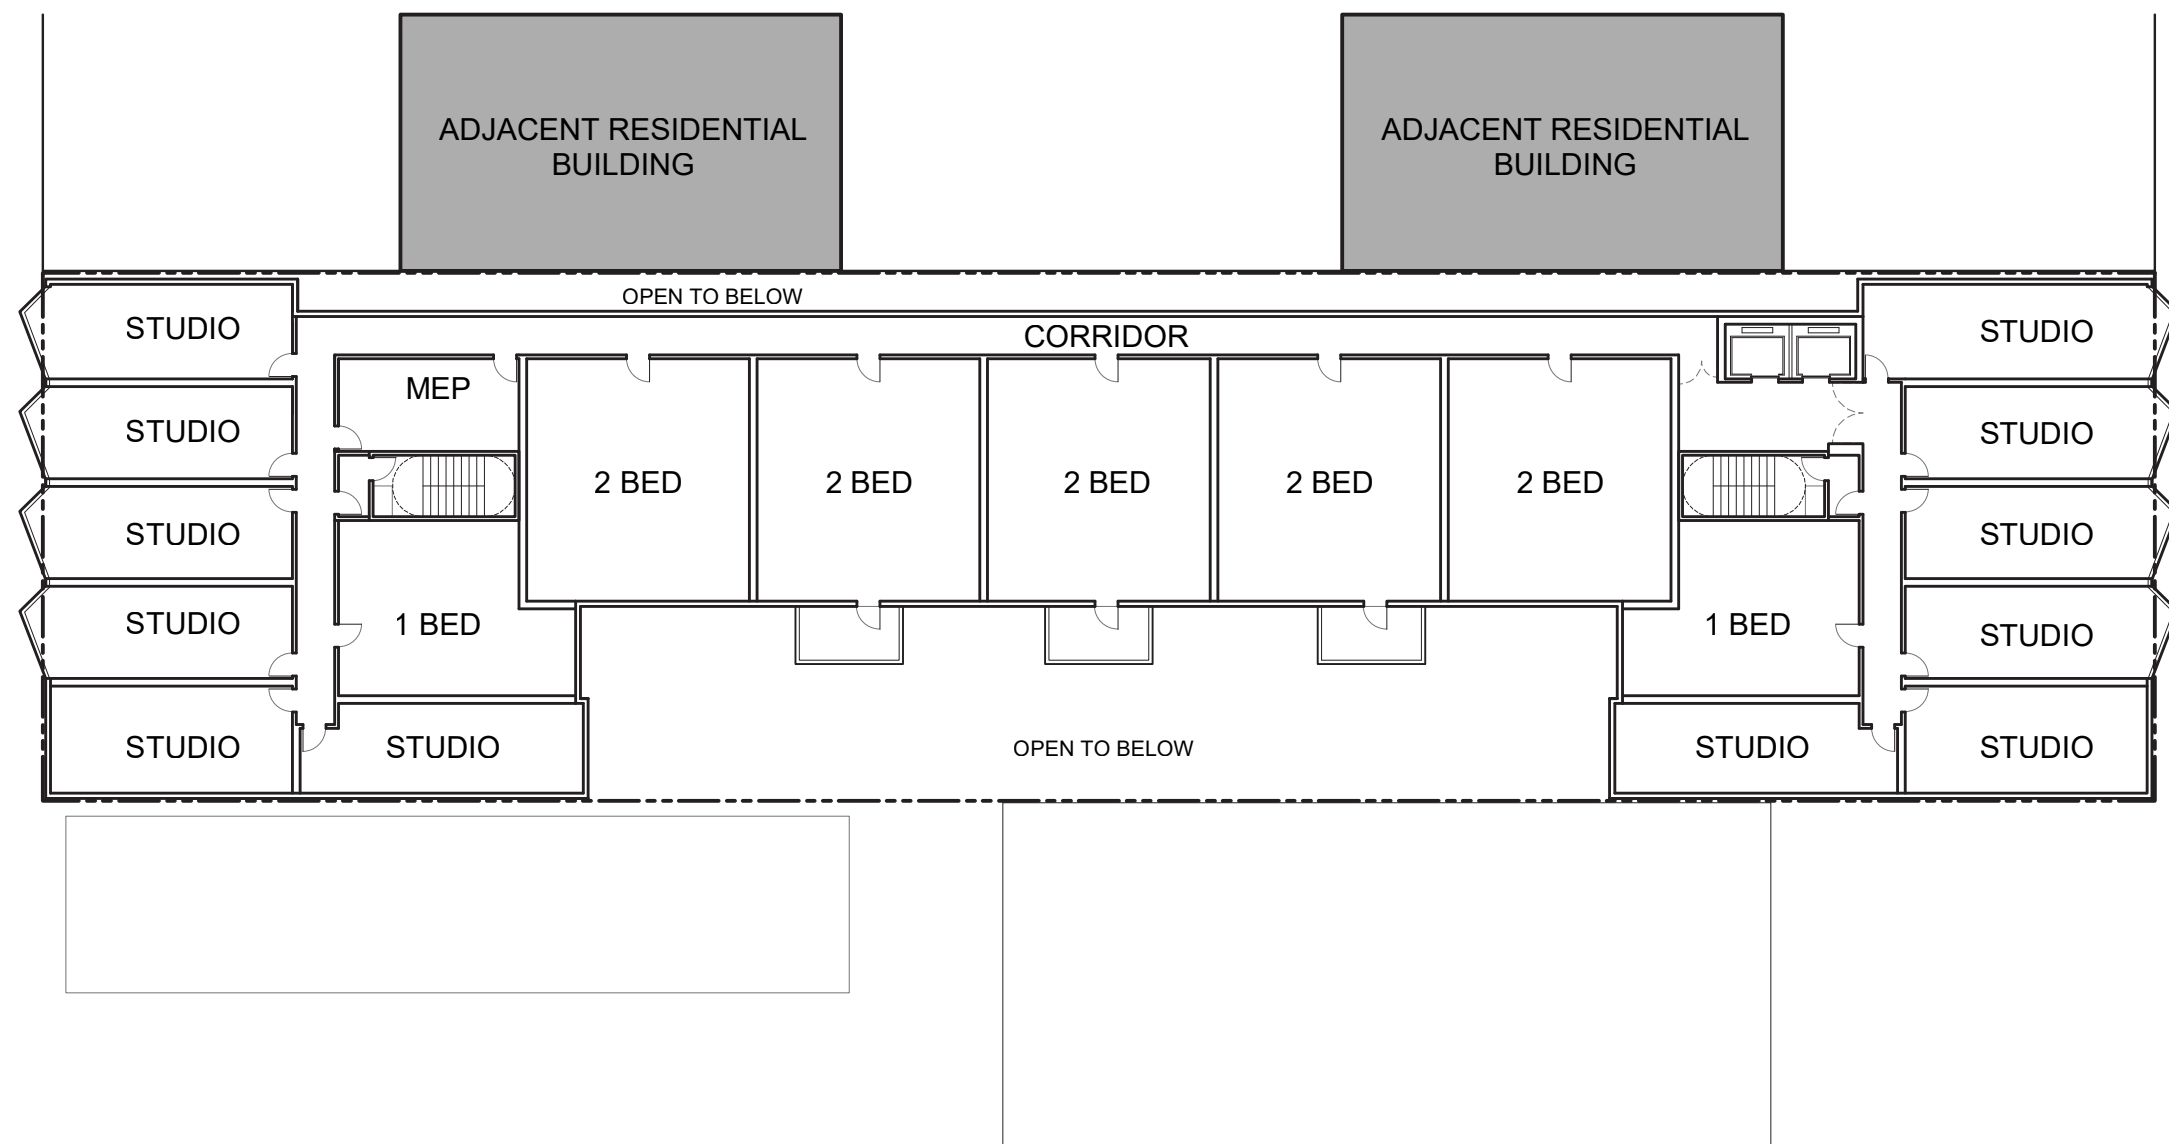 ADJACENT RESIDENTIAL
BUILDING
ADJACENT RESIDENTIAL
BUILDING
OPEN TO BELOW
CORRIDOR
STUDIO
STUDIO
MEP
STUDIO
STUDIO
2 BED
2 BED
2 BED
2 BED
2 BED
STUDIO
STUDIO
STUDIO
1 BED
1 BED
STUDIO
STUDIO
STUDIO
OPEN TO BELOW
STUDIO
STUDIO